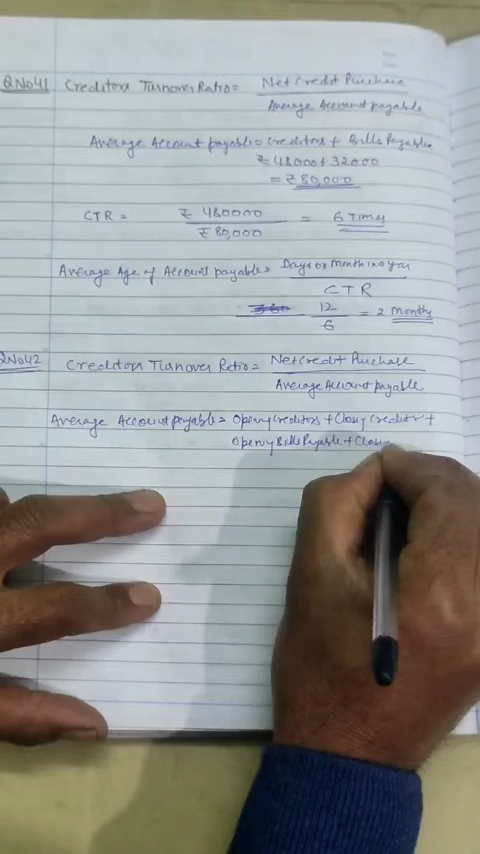 QNo41 Creditors Turnover Ratio = Net Credit Purchase
Average Account payable
Average Account payable = Creditors + Bills Payable
= 48000 + 32000
= ₹ 80,000
CTR = ₹ 480000 = 6 Times
₹ 80,000
Average Age of Account payable = Days or Month in a year
CTR
12 = 2 Months
6
QNo42 Creditors Turnover Ratio = Net Credit Purchase
Average Account payable
Average Account payable = Opening Creditors + Closing Creditors +
Opening Bills Payable + Closing